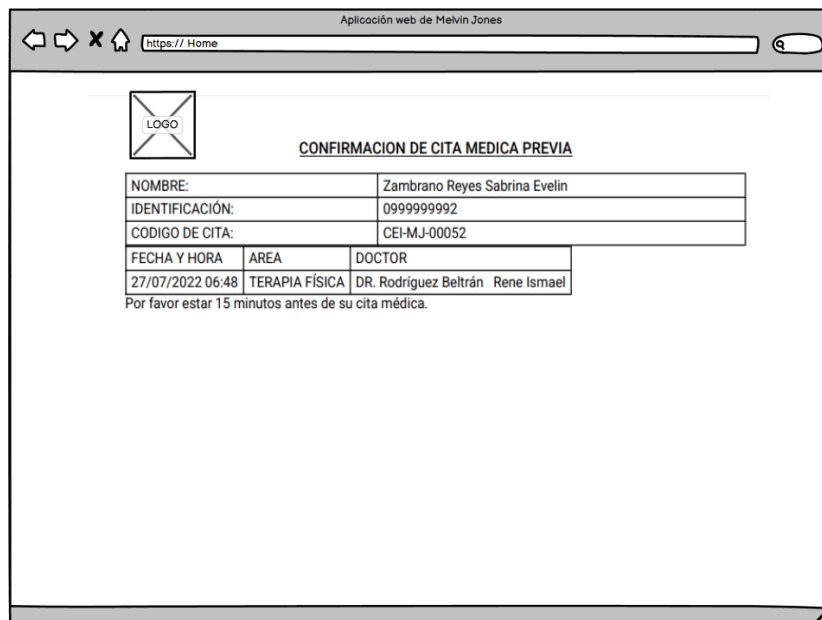 Aplicación web de Melvin Jones
https:// Home
LOGO
CONFIRMACION DE CITA MEDICA PREVIA
NOMBRE: Zambrano Reyes Sabrina Evelin
IDENTIFICACIÓN: 0999999992
CODIGO DE CITA: CEI-MJ-00052
FECHA Y HORA AREA DOCTOR
27/07/2022 06:48 TERAPIA FÍSICA DR. Rodríguez Beltrán Rene Ismael
Por favor estar 15 minutos antes de su cita médica.